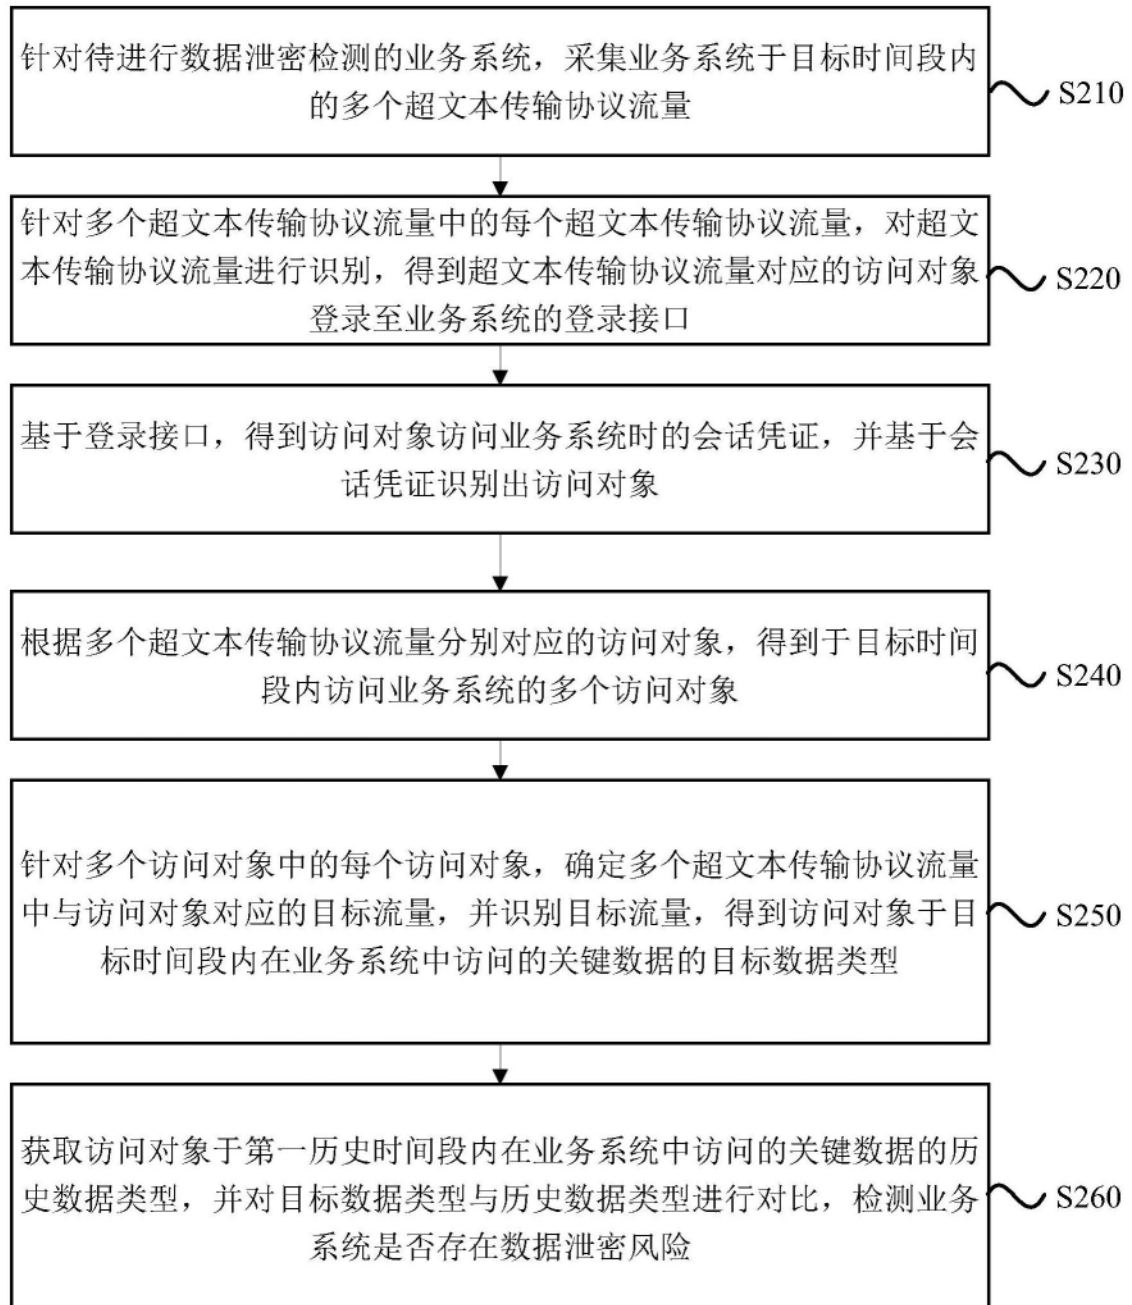 针对待进行数据泄密检测的业务系统，采集业务系统于目标时间段内
的多个超文本传输协议流量
S210
针对多个超文本传输协议流量中的每个超文本传输协议流量，对超文
本传输协议流量进行识别，得到超文本传输协议流量对应的访问对象
登录至业务系统的登录接口
S220
基于登录接口，得到访问对象访问业务系统时的会话凭证，并基于会
话凭证识别出访问对象
S230
根据多个超文本传输协议流量分别对应的访问对象，得到于目标时间
段内访问业务系统的多个访问对象
S240
针对多个访问对象中的每个访问对象，确定多个超文本传输协议流量
中与访问对象对应的目标流量，并识别目标流量，得到访问对象于目
标时间段内在业务系统中访问的关键数据的目标数据类型
S250
获取访问对象于第一历史时间段内在业务系统中访问的关键数据的历
史数据类型，并对目标数据类型与历史数据类型进行对比，检测业务
系统是否存在数据泄密风险
S260